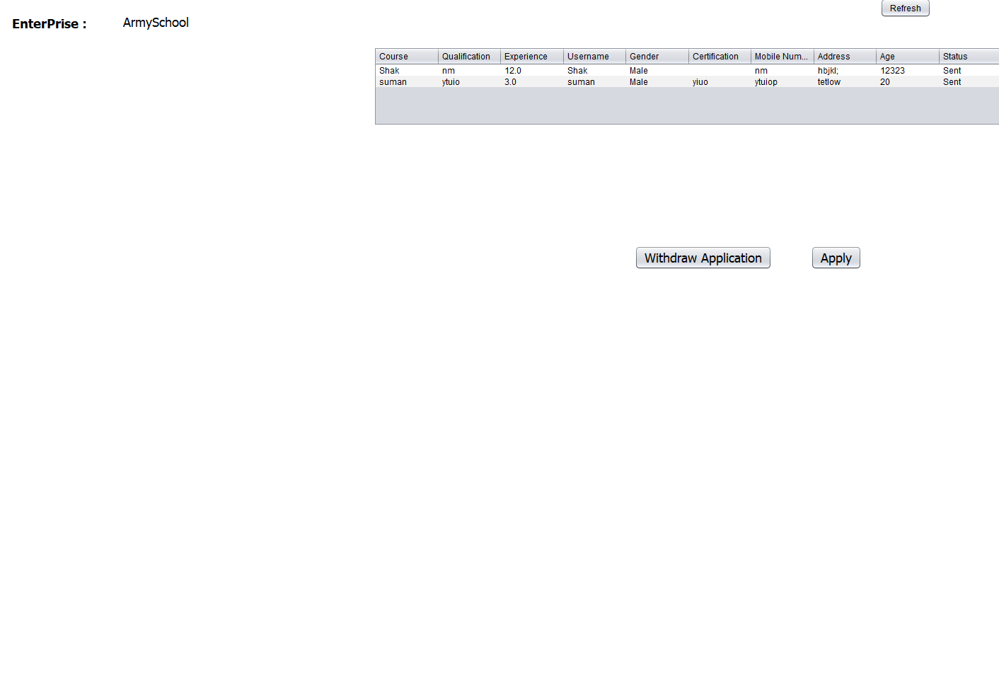 Refresh
EnterPrise : ArmySchool
Course Qualification Experience Username Gender Certification Mobile Num... Address Age Status
Shak nm 12.0 Shak Male nm hbjkl; 12323 Sent
suman ytuio 3.0 suman Male yiuo ytuiop tetlow 20 Sent
Withdraw Application Apply